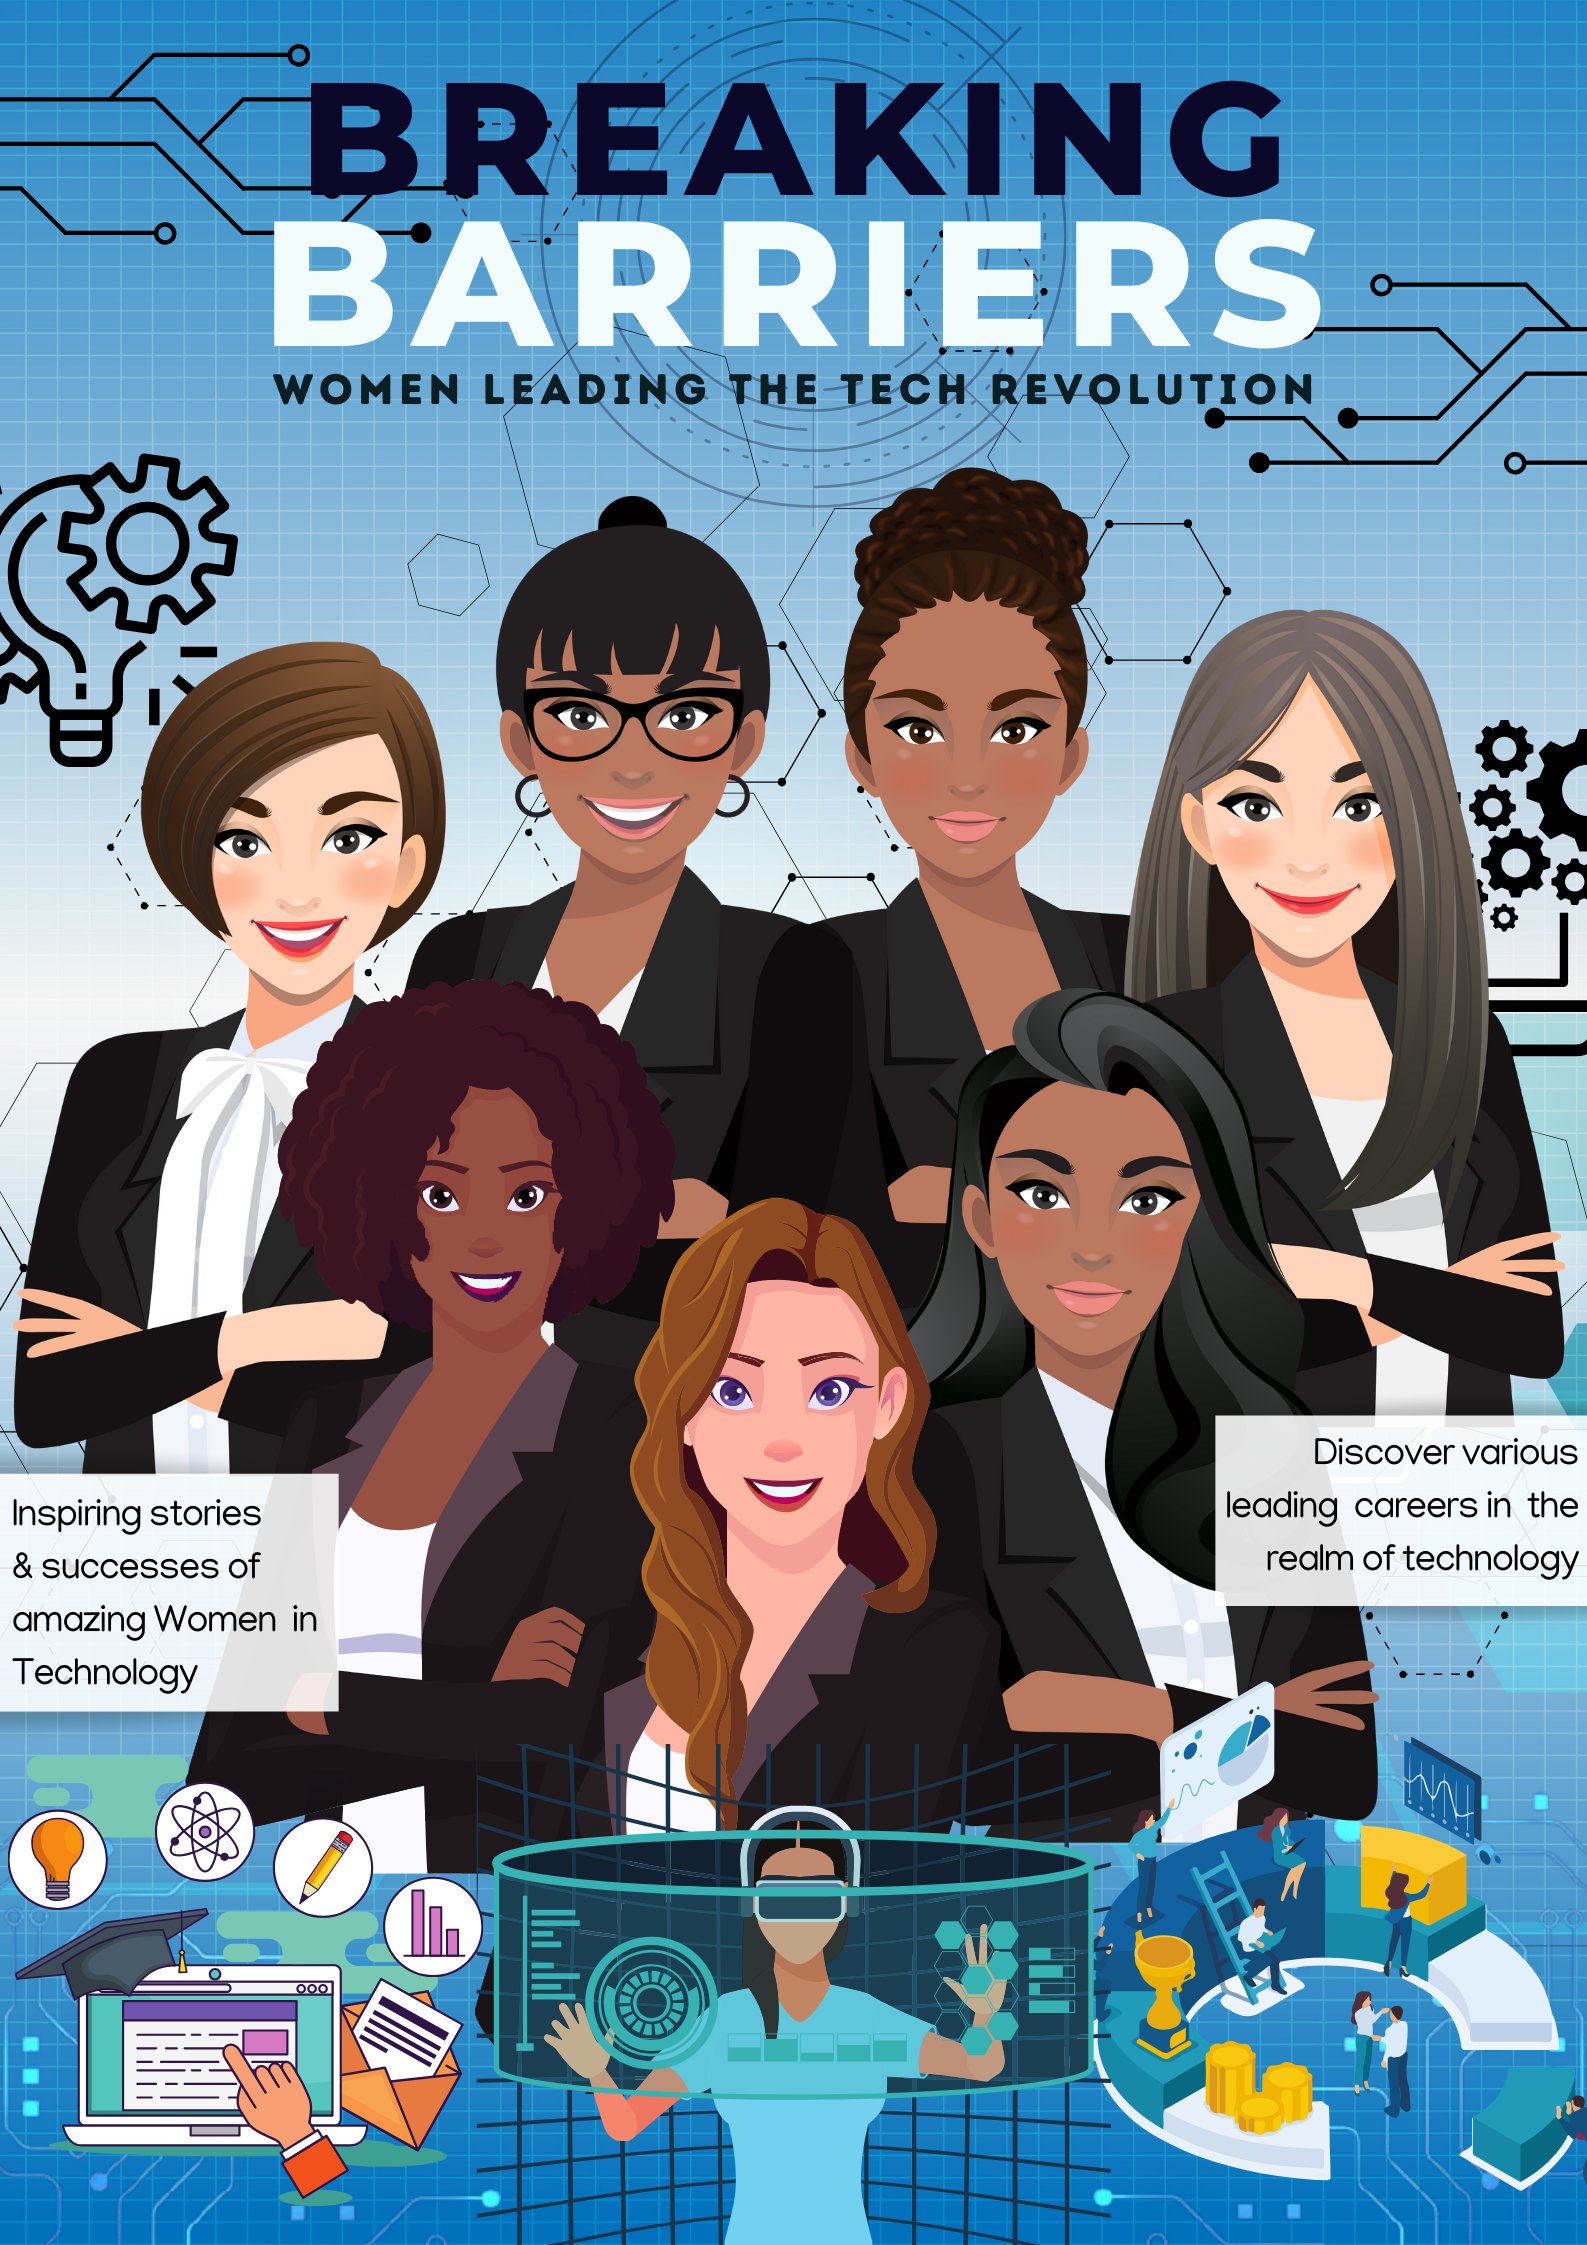 BREAKING
BARRIERS
WOMEN LEADING THE TECH REVOLUTION
Inspiring stories
& successes of
amazing Women in
Technology
Discover various
leading careers in the
realm of technology